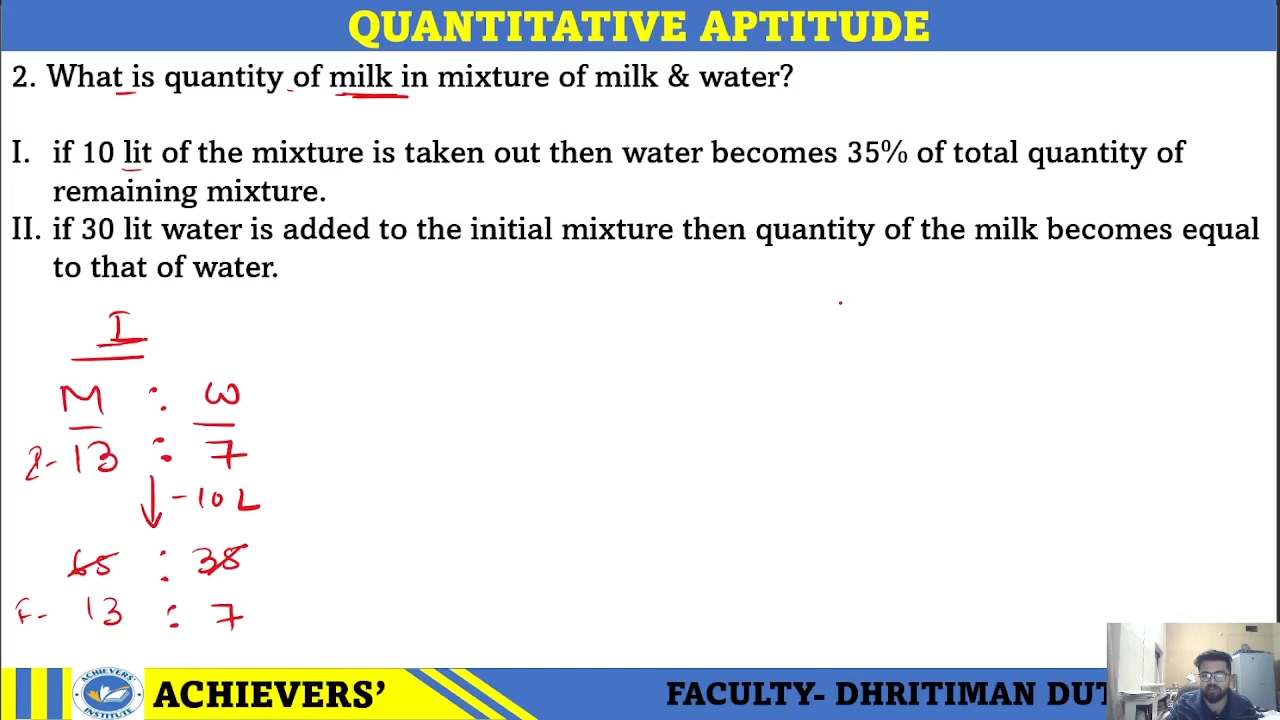 QUANTITATIVE APTITUDE
2. What is quantity of milk in mixture of milk & water?
I. if 10 lit of the mixture is taken out then water becomes 35% of total quantity of
remaining mixture.
II. if 30 lit water is added to the initial mixture then quantity of the milk becomes equal
to that of water.
I
M : W
I- 13 : 7
-10 L
65 : 35
F- 13 : 7
ACHIEVERS'
INSTITUTE
ACHIEVERS’
FACULTY- DHRITIMAN